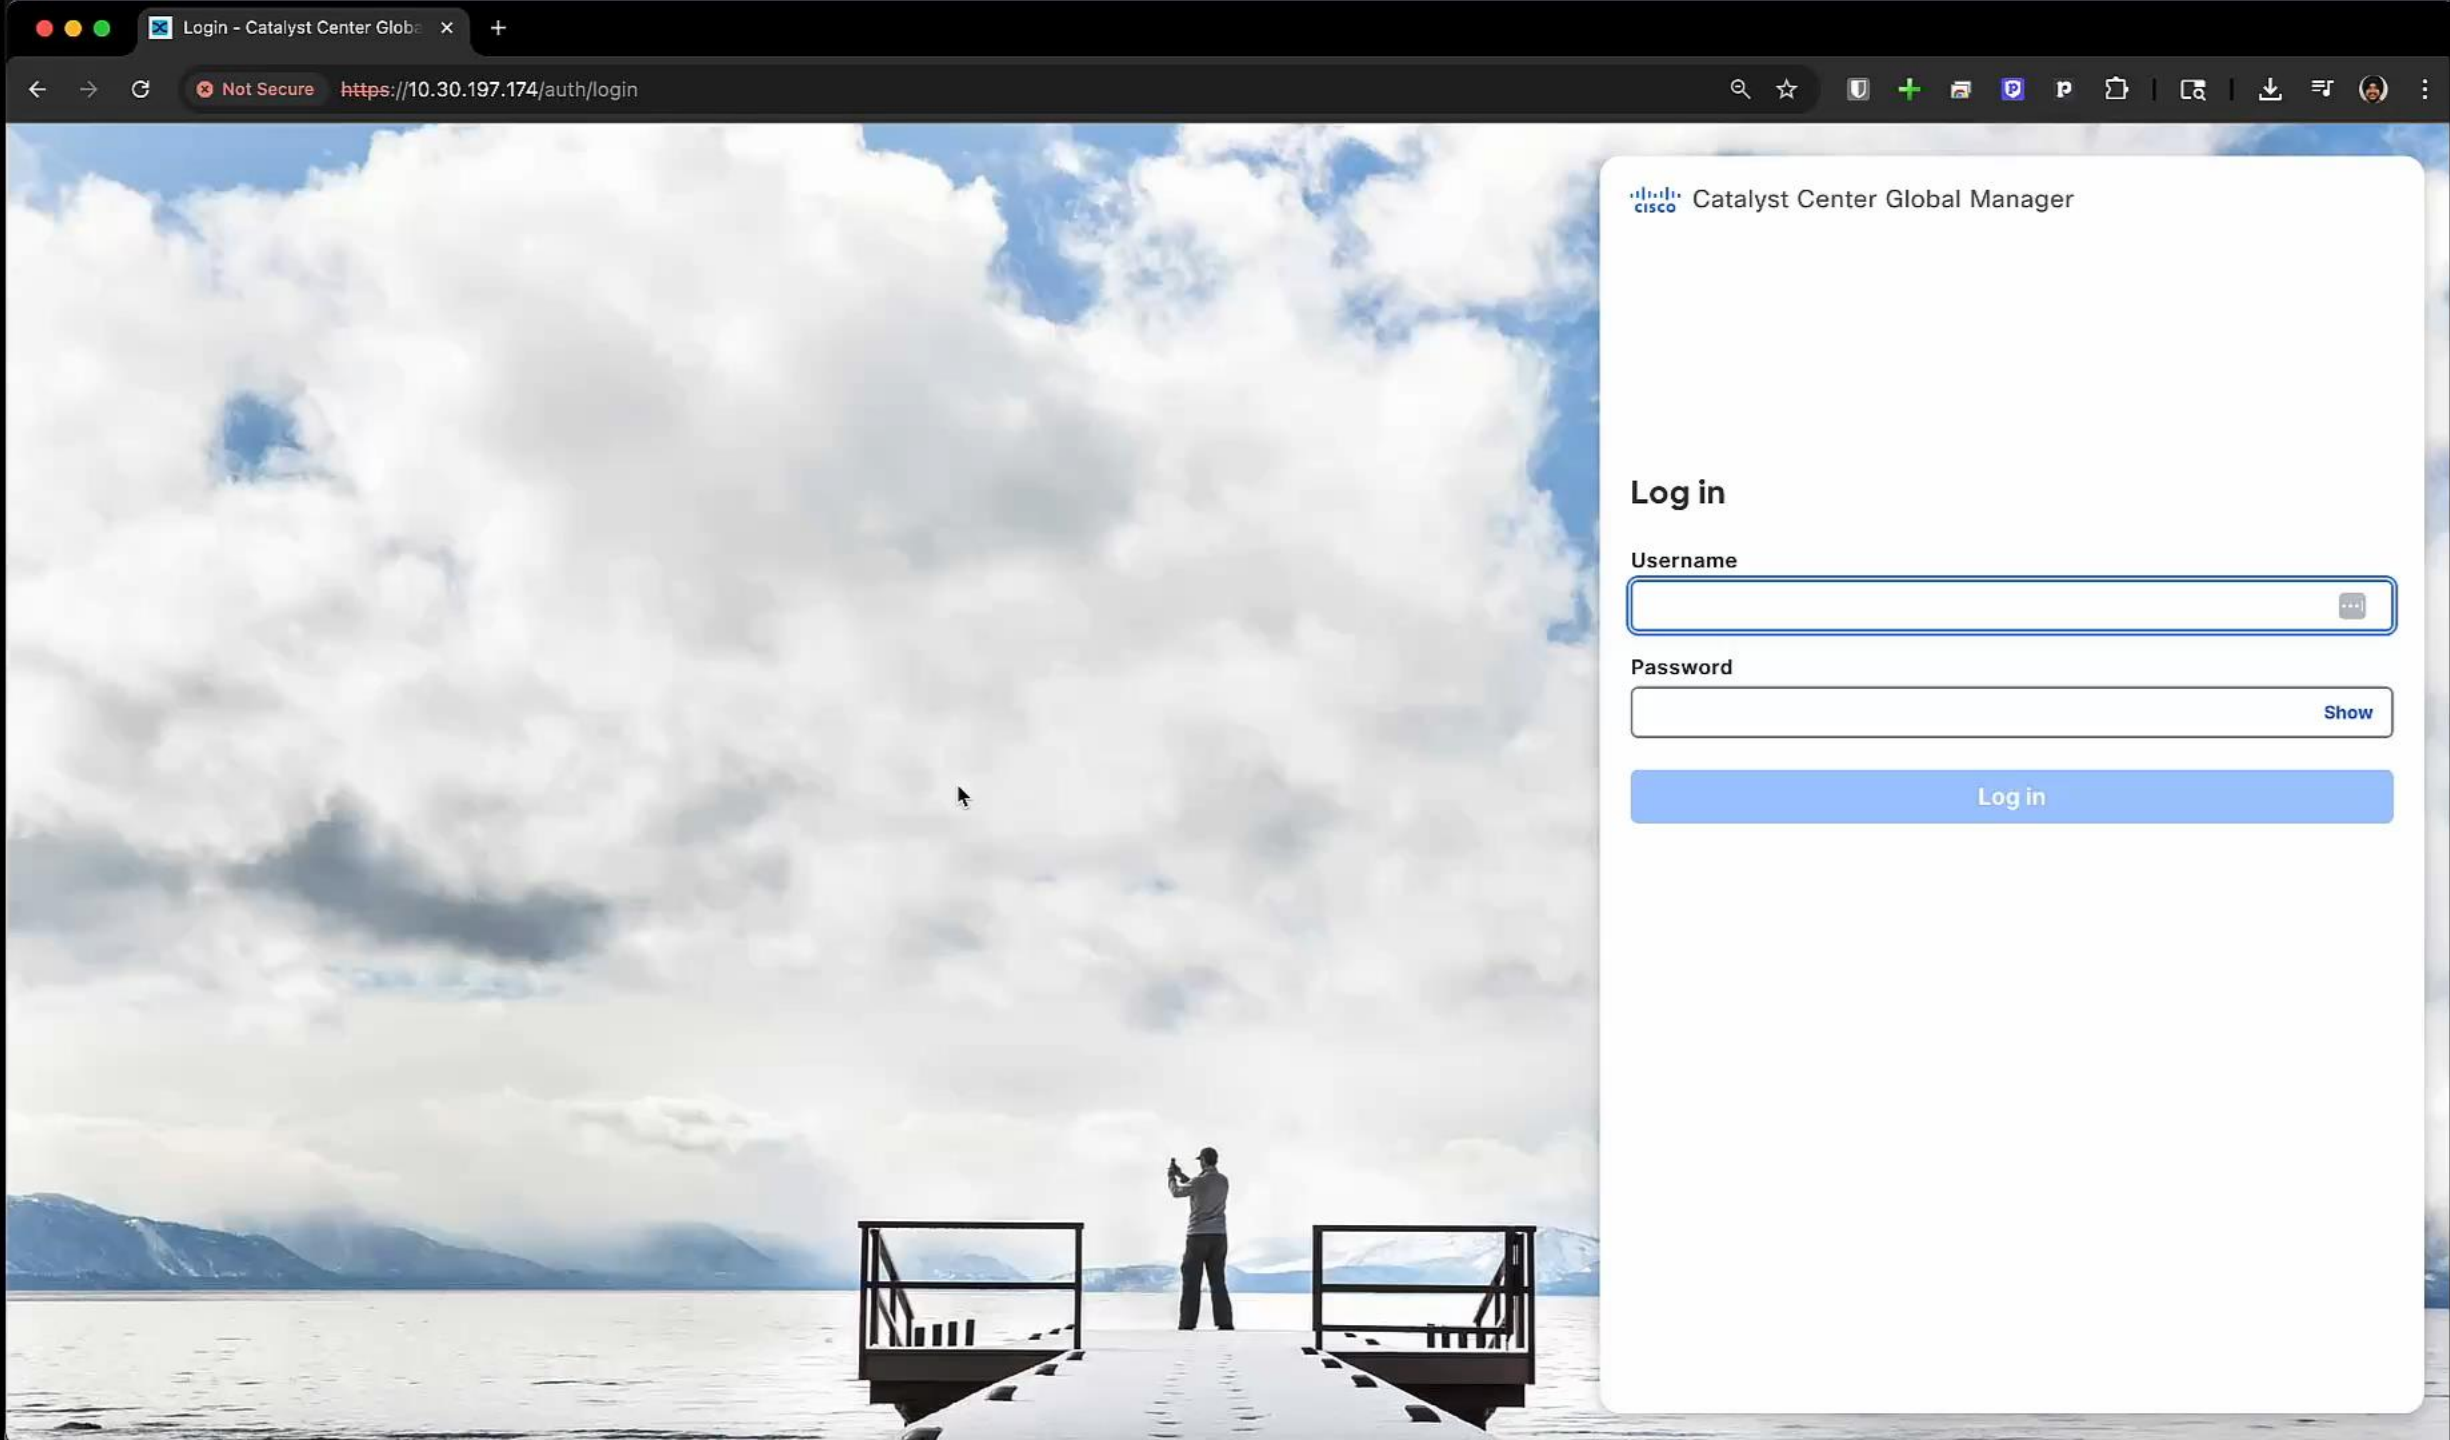 Login - Catalyst Center Globa
Not Secure https://10.30.197.174/auth/login
CISCO Catalyst Center Global Manager
Log in
Username
Password
Show
Log in